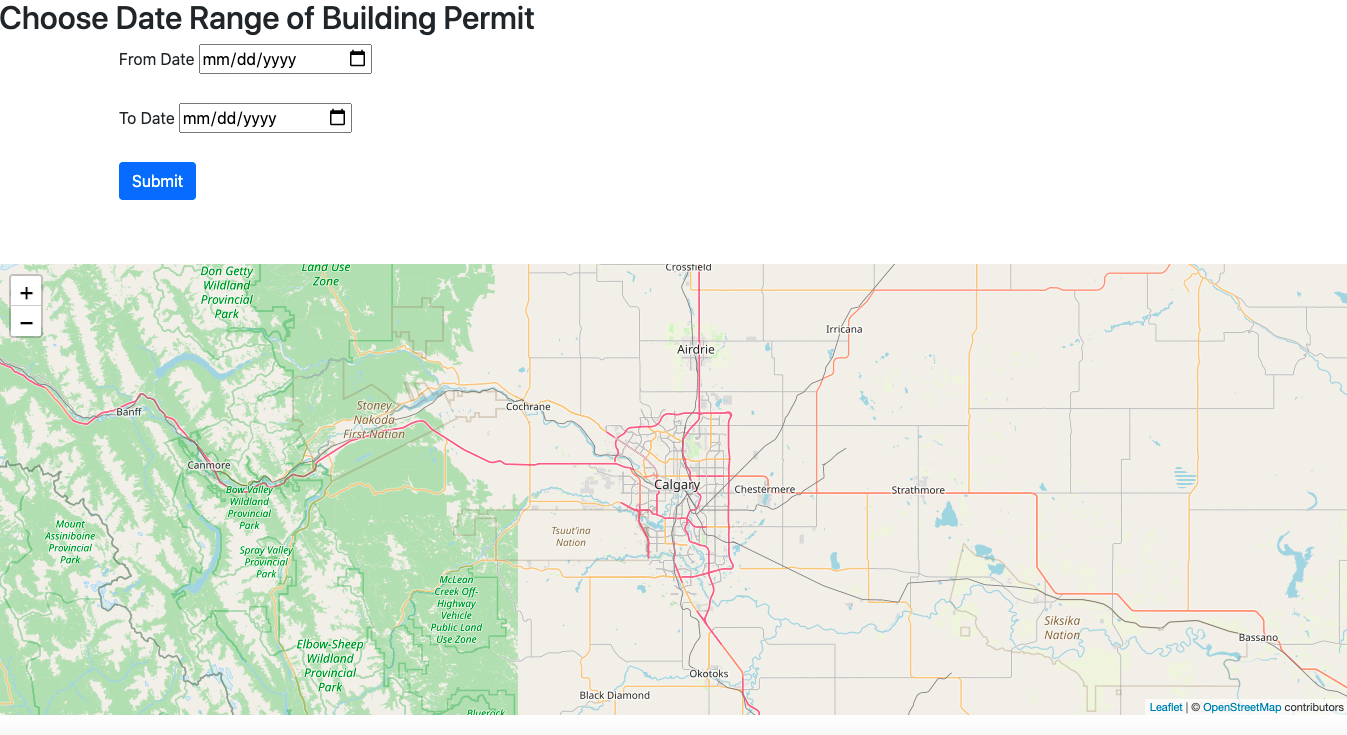 Choose Date Range of Building Permit
From Date mm/dd/yyyy
To Date mm/dd/yyyy
Submit
+
−
Don Getty
Wildland
Provincial
Park
Land Use
Zone
Crossfield
Irricana
Airdrie
Banff
Stoney
Nakoda
First Nation
Cochrane
Canmore
Calgary
Chestermere
Strathmore
Bow Valley
Wildland
Provincial
Park
Mount
Assiniboine
Provincial
Park
Spray Valley
Provincial
Park
Tsuut'ina
Nation
McLean
Creek Off-
Highway
Vehicle
Public Land
Use Zone
Siksika
Nation
Bassano
Elbow-Sheep
Wildland
Provincial
Park
Okotoks
Black Diamond
Bluerock
Leaflet | © OpenStreetMap contributors